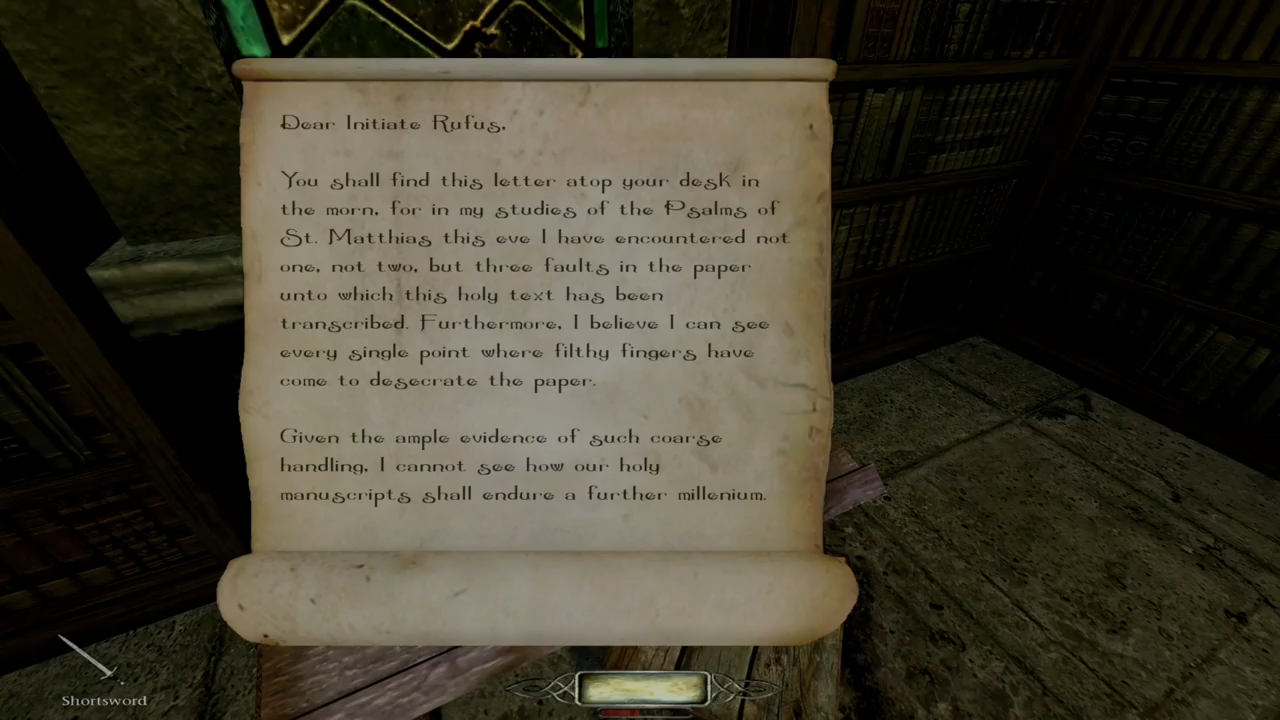 Dear Initiate Rufus,
You shall find this letter atop your desk in
the morn, for in my studies of the Psalms of
St. Matthias this eve I have encountered not
one, not two, but three faults in the paper
unto which this holy text has been
transcribed. Furthermore, I believe I can see
every single point where filthy fingers have
come to desecrate the paper.
Given the ample evidence of such coarse
handling, I cannot see how our holy
manuscripts shall endure a further millenium.
Shortsword